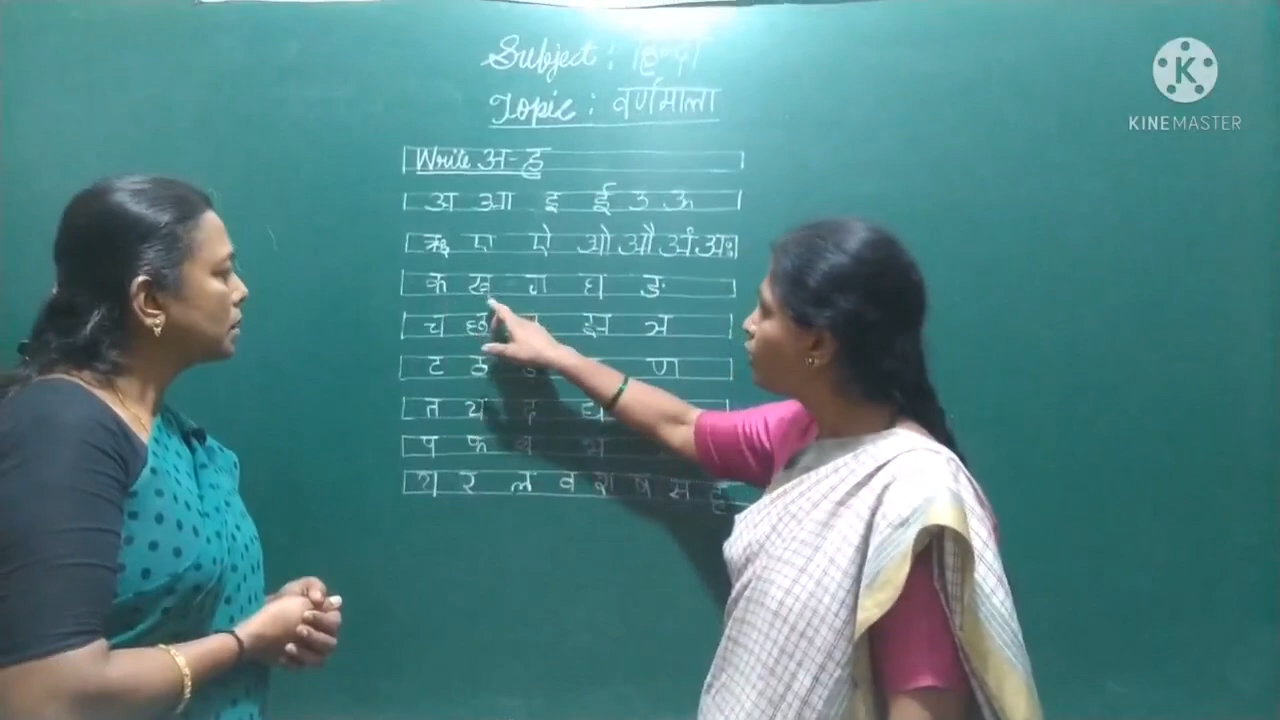 Subject: हिन्दी
Topic: वर्णमाला
Write अ-ह
अ आ इ ई उ ऊ
ऋ ए ऐ ओ औ अं अः
क ख ग घ ङ
च छ झ ञ
ट ठ ड ण
त थ द ध
प फ ब भ
य र ल व श ष स ह
KINEMASTER